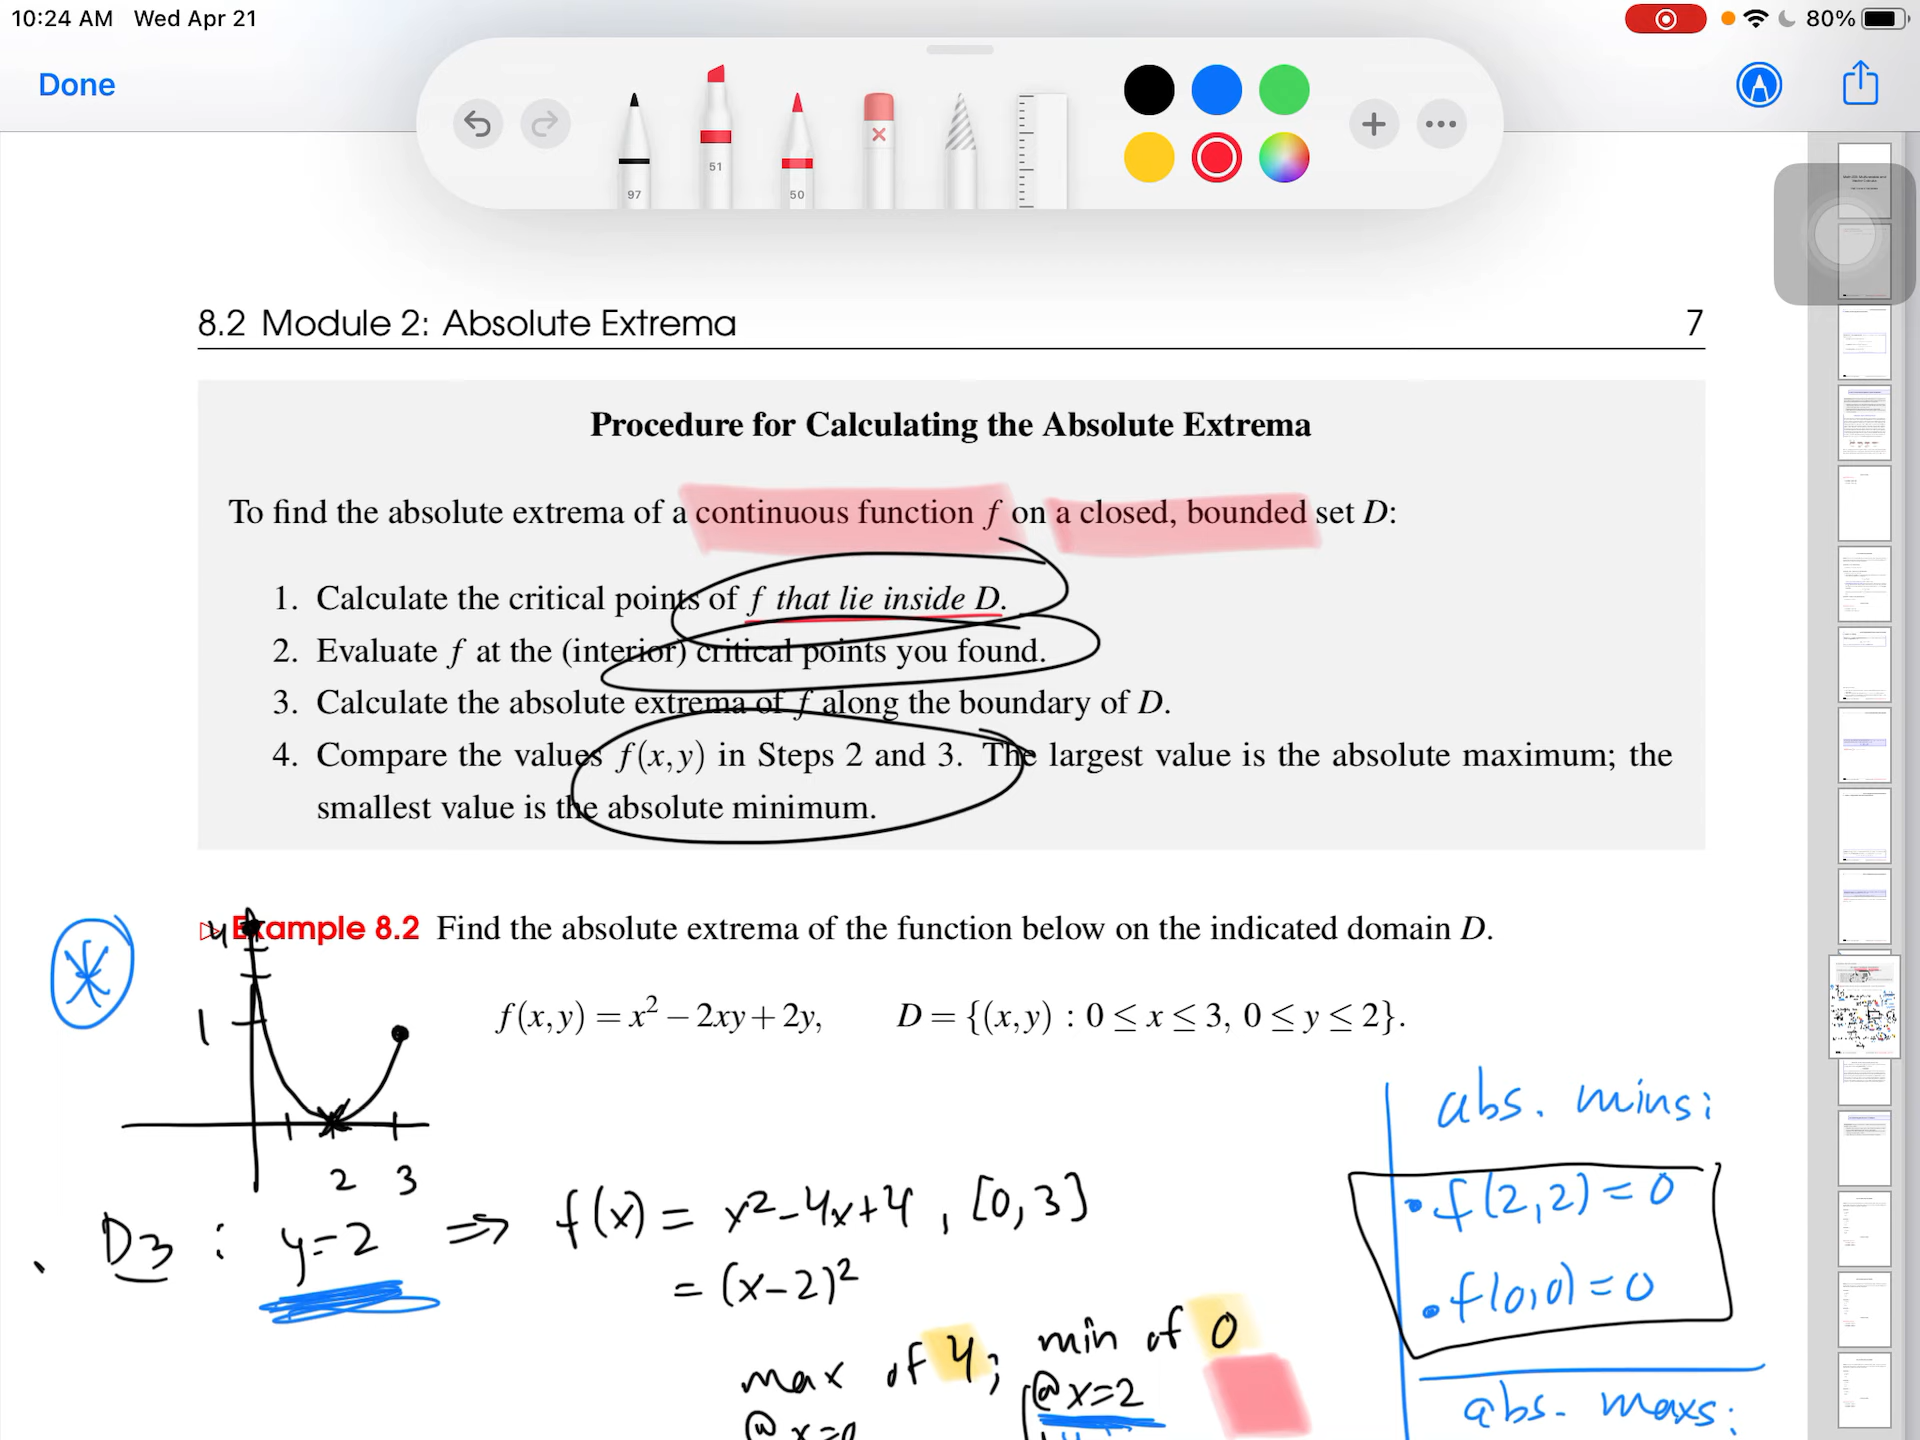 10:24 AM Wed Apr 21
80%
Done
97
51
50
8.2 Module 2: Absolute Extrema 7
Procedure for Calculating the Absolute Extrema
To find the absolute extrema of a continuous function f on a closed, bounded set D:
1. Calculate the critical points of f that lie inside D.
2. Evaluate f at the (interior) critical points you found.
3. Calculate the absolute extrema of f along the boundary of D.
4. Compare the values f(x,y) in Steps 2 and 3. The largest value is the absolute maximum; the
smallest value is the absolute minimum.
Example 8.2 Find the absolute extrema of the function below on the indicated domain D.
f(x,y) = x² − 2xy + 2y, D = {(x,y) : 0 ≤ x ≤ 3, 0 ≤ y ≤ 2}.
4
1
2 3
abs. mins:
• f(2,2) = 0
• f(0,0) = 0
D3 : y=2 ⇒ f(x) = x²-4x+4, [0,3]
= (x-2)²
max of 4; min of 0
@ x=0 @ x=2
abs. maxs: